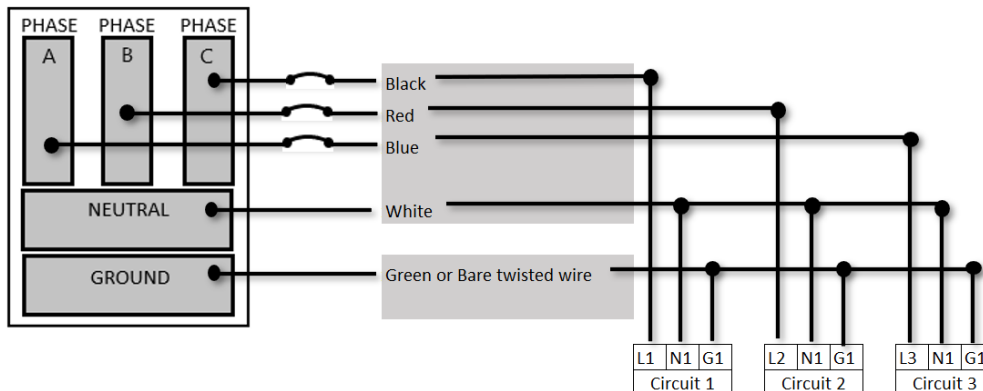 PHASE PHASE PHASE
A B C
Black
Red
Blue
NEUTRAL
White
GROUND
Green or Bare twisted wire
L1 N1 G1 L2 N1 G1 L3 N1 G1
Circuit 1 Circuit 2 Circuit 3